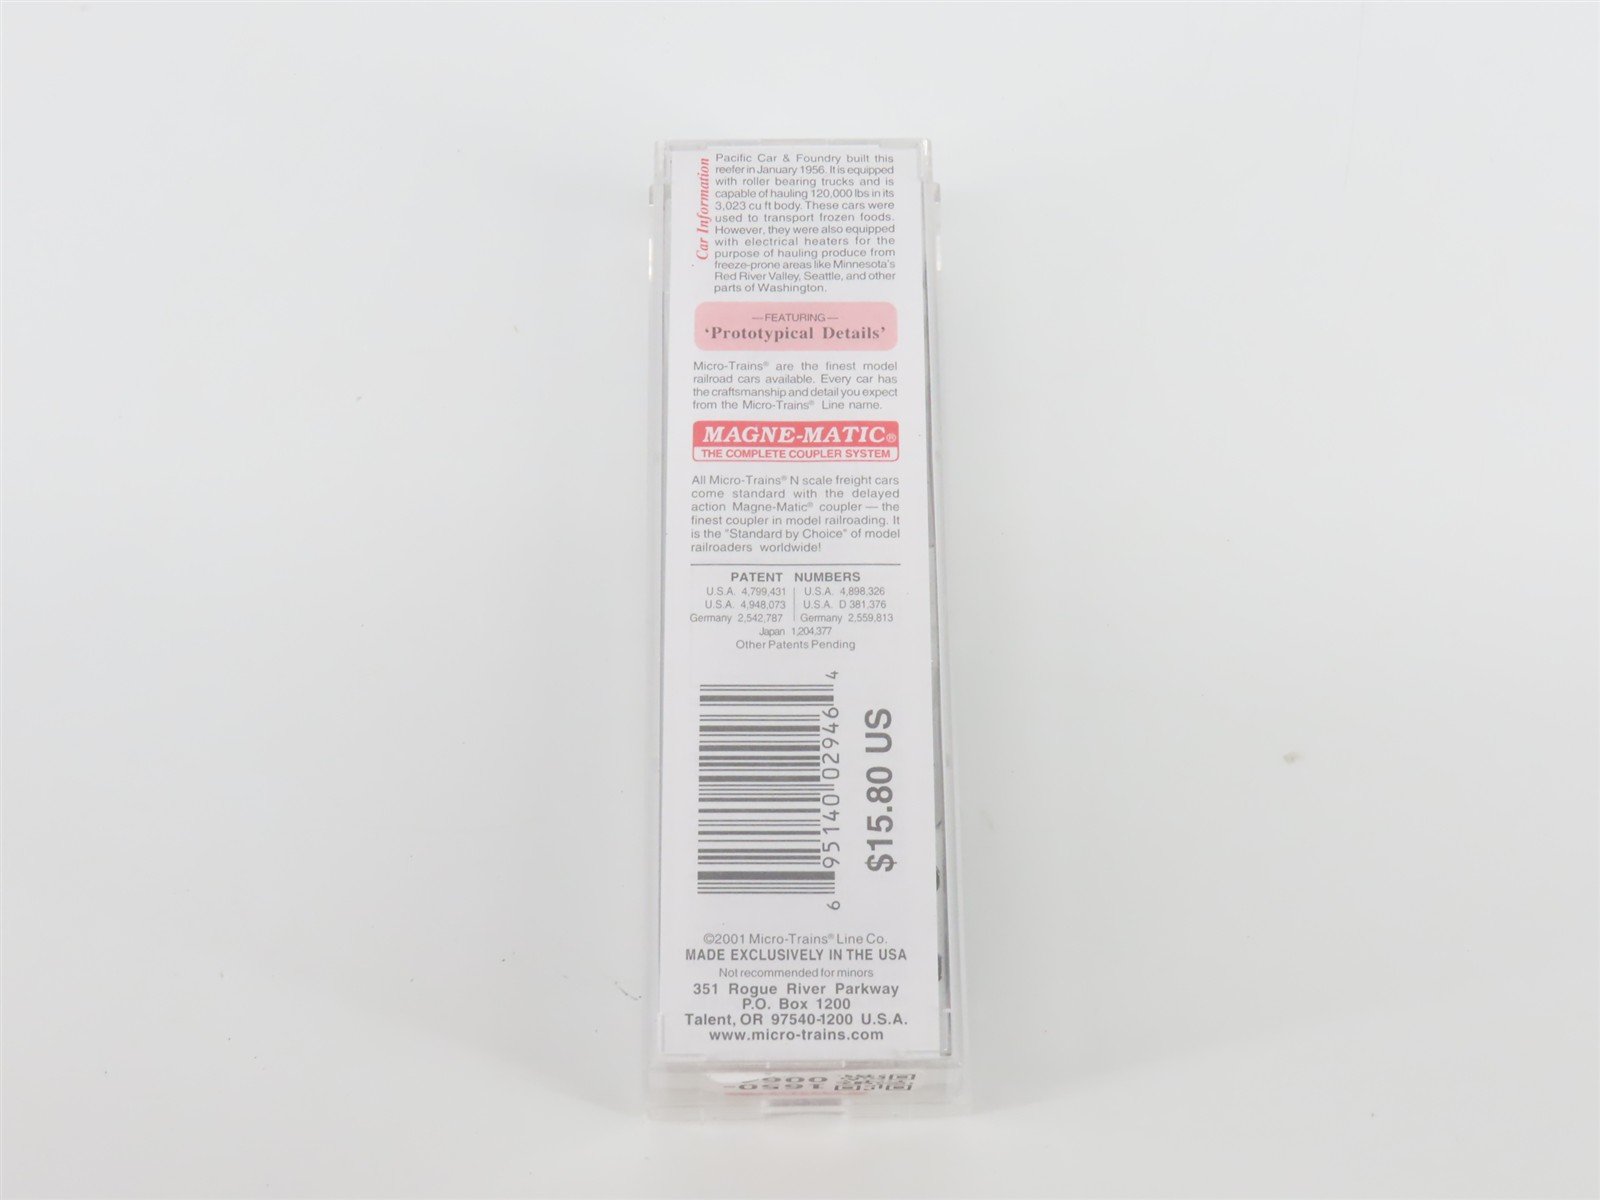 Car Information
Pacific Car & Foundry built this
reefer in January 1956. It is equipped
with roller bearing trucks and is
capable of hauling 120,000 lbs in its
3,023 cu ft body. These cars were
used to transport frozen foods.
However, they were also equipped
with electrical heaters for the
purpose of hauling produce from
freeze-prone areas like Minnesota's
Red River Valley, Seattle, and other
parts of Washington.
—FEATURING—
'Prototypical Details'
Micro-Trains® are the finest model
railroad cars available. Every car has
the craftsmanship and detail you expect
from the Micro-Trains® Line name.
MAGNE-MATIC®
THE COMPLETE COUPLER SYSTEM
All Micro-Trains® N scale freight cars
come standard with the delayed
action Magne-Matic® coupler — the
finest coupler in model railroading. It
is the "Standard by Choice" of model
railroaders worldwide!
PATENT NUMBERS
U.S.A. 4,799,431 | U.S.A. 4,898,326
U.S.A. 4,948,073 | U.S.A. D 381,376
Germany 2,542,787 | Germany 2,559,813
Japan 1,204,377
Other Patents Pending
6 95140 02946 4
$15.80 US
©2001 Micro-Trains® Line Co.
MADE EXCLUSIVELY IN THE USA
Not recommended for minors
351 Rogue River Parkway
P.O. Box 1200
Talent, OR 97540-1200 U.S.A.
www.micro-trains.com